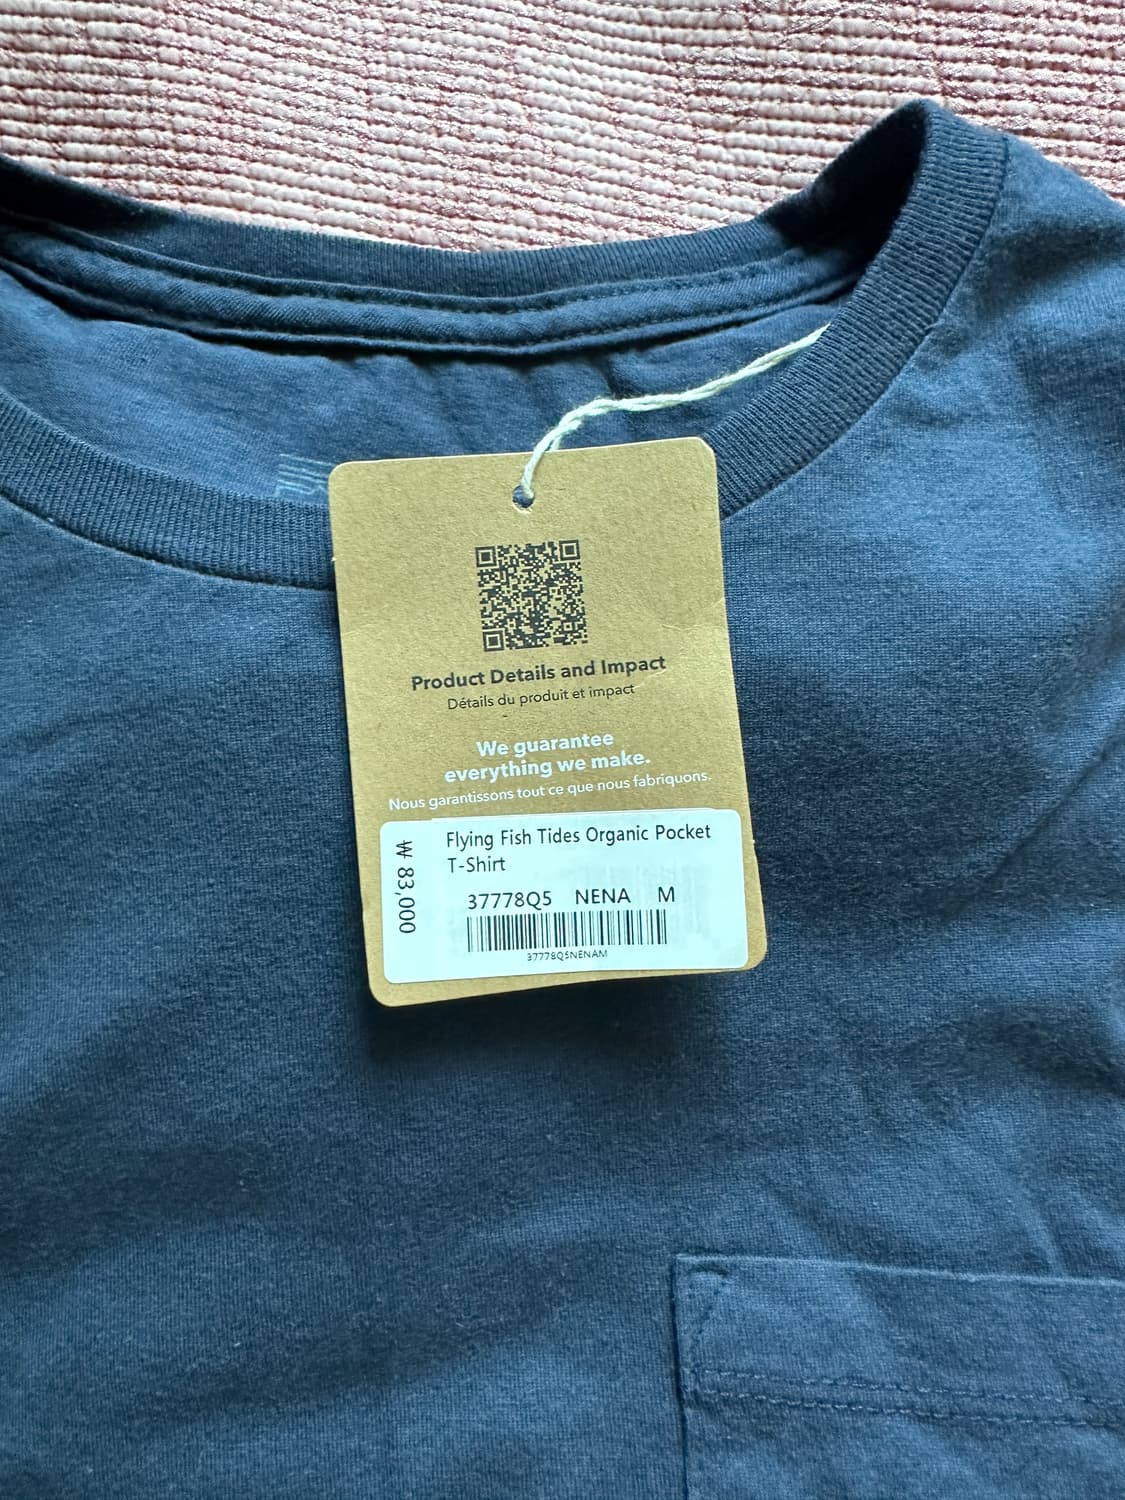 Product Details and Impact
Détails du produit et impact
We guarantee
everything we make.
Nous garantissons tout ce que nous fabriquons.
₩ 83,000
Flying Fish Tides Organic Pocket
T-Shirt
37778Q5 NENA M
37778Q5NENAM